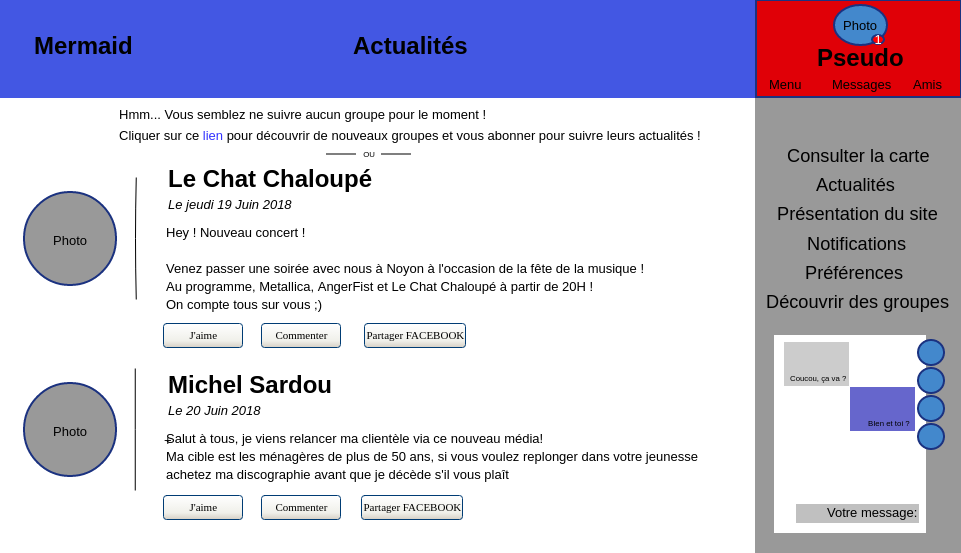 Mermaid
Actualités
Photo
1
Pseudo
Menu Messages Amis
Hmm... Vous semblez ne suivre aucun groupe pour le moment !
Cliquer sur ce lien pour découvrir de nouveaux groupes et vous abonner pour suivre leurs actualités !
OU
Photo
Le Chat Chaloupé
Le jeudi 19 Juin 2018
Hey ! Nouveau concert !
Venez passer une soirée avec nous à Noyon à l'occasion de la fête de la musique !
Au programme, Metallica, AngerFist et Le Chat Chaloupé à partir de 20H !
On compte tous sur vous ;)
J'aime Commenter Partager FACEBOOK
Photo
Michel Sardou
Le 20 Juin 2018
Salut à tous, je viens relancer ma clientèle via ce nouveau média!
Ma cible est les ménagères de plus de 50 ans, si vous voulez replonger dans votre jeunesse
achetez ma discographie avant que je décède s'il vous plaît
J'aime Commenter Partager FACEBOOK
Consulter la carte
Actualités
Présentation du site
Notifications
Préférences
Découvrir des groupes
Coucou, ça va ?
Bien et toi ?
Votre message: